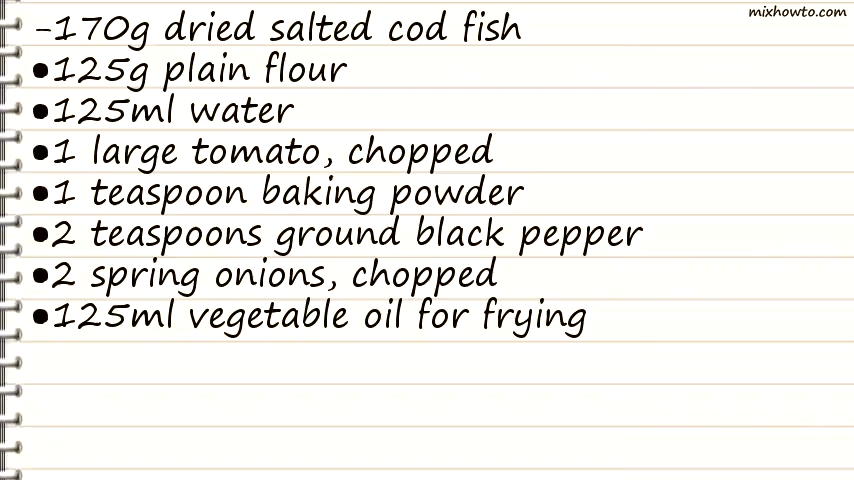 mixhowto.com
-170g dried salted cod fish
•125g plain flour
•125ml water
•1 large tomato, chopped
•1 teaspoon baking powder
•2 teaspoons ground black pepper
•2 spring onions, chopped
•125ml vegetable oil for frying